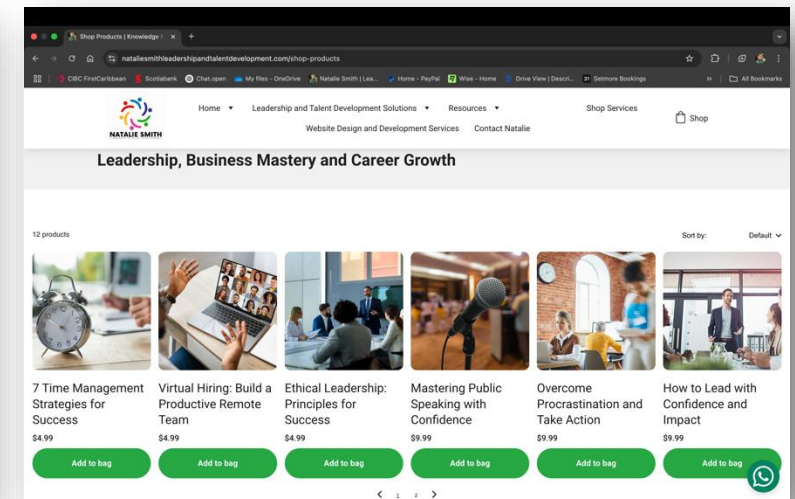 Shop Products | Knowledge
nataliesmithleadershipandtalentdevelopment.com/shop-products
CIBC FirstCaribbean
Scotiabank
Chat.open
My files - OneDrive
Natalie Smith | Lea...
Home - PayPal
Wise - Home
Drive View | Descri...
31 Setmore Bookings
»
All Bookmarks
NATALIE SMITH
Home
Leadership and Talent Development Solutions
Resources
Shop Services
Website Design and Development Services
Contact Natalie
Shop
Leadership, Business Mastery and Career Growth
12 products
Sort by:
Default
7 Time Management
Strategies for
Success
$4.99
Add to bag
Virtual Hiring: Build a
Productive Remote
Team
$4.99
Add to bag
Ethical Leadership:
Principles for
Success
$4.99
Add to bag
Mastering Public
Speaking with
Confidence
$9.99
Add to bag
Overcome
Procrastination and
Take Action
$9.99
Add to bag
How to Lead with
Confidence and
Impact
$9.99
Add to bag
1 2